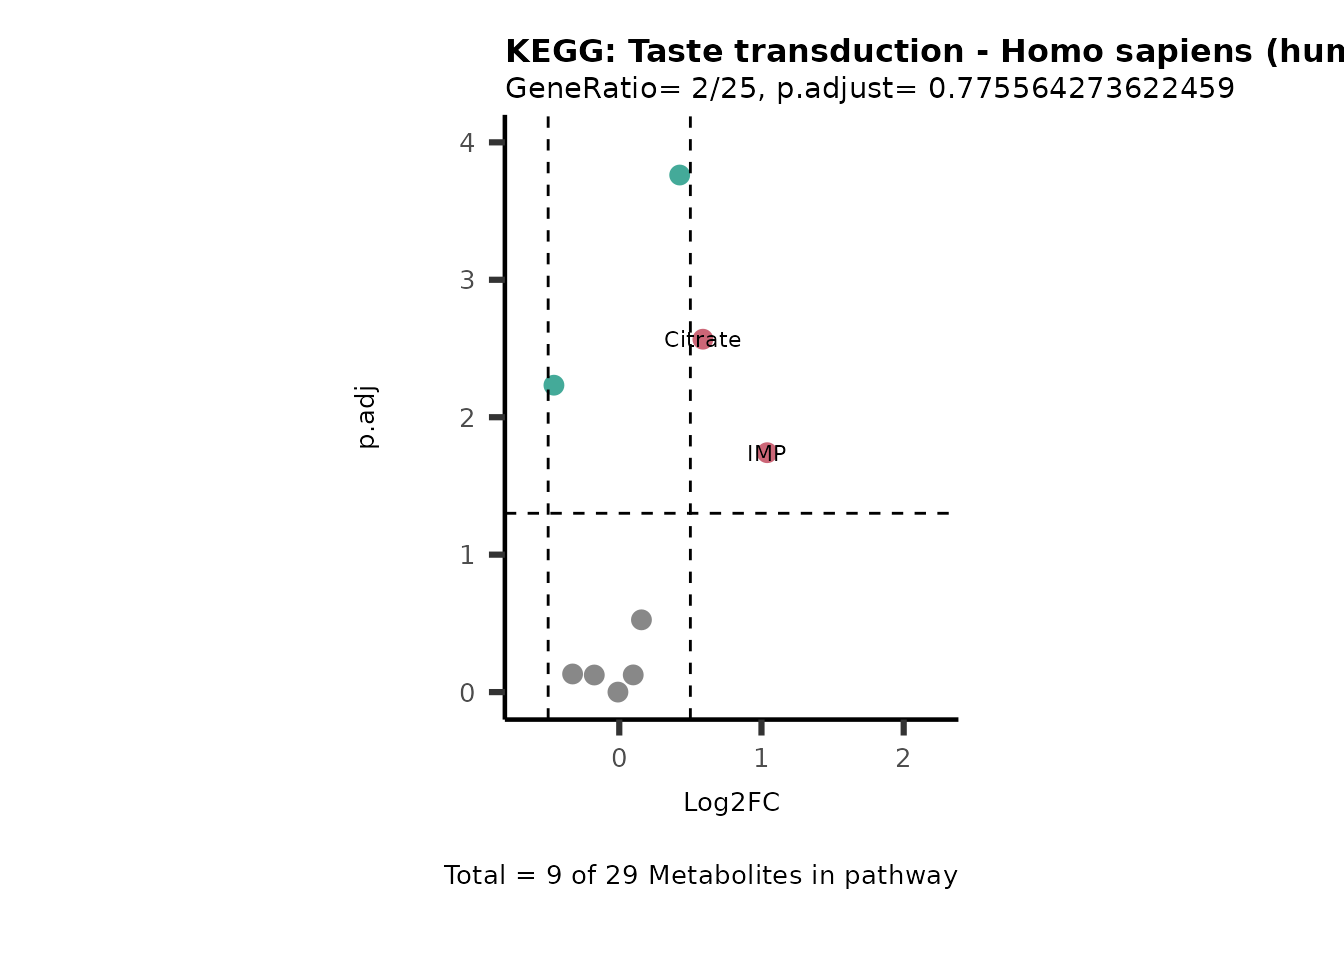 KEGG: Taste transduction - Homo sapiens (hum
GeneRatio= 2/25, p.adjust= 0.775564273622459
4
3
2
1
0
p.adj
Citrate
IMP
0 1 2
Log2FC
Total = 9 of 29 Metabolites in pathway